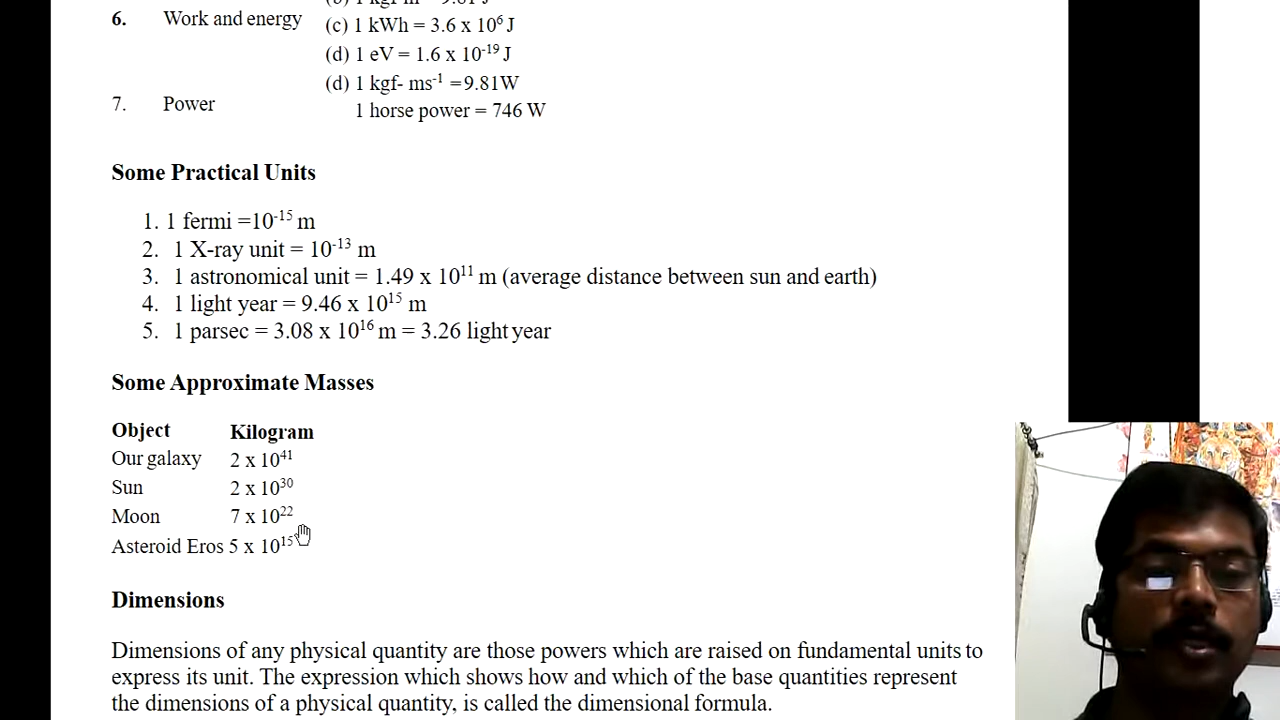 6. Work and energy (c) 1 kWh = 3.6 x 10⁶ J
(d) 1 eV = 1.6 x 10⁻¹⁹ J
(d) 1 kgf- ms⁻¹ =9.81W
7. Power
1 horse power = 746 W
Some Practical Units
1. 1 fermi =10⁻¹⁵ m
2. 1 X-ray unit = 10⁻¹³ m
3. 1 astronomical unit = 1.49 x 10¹¹ m (average distance between sun and earth)
4. 1 light year = 9.46 x 10¹⁵ m
5. 1 parsec = 3.08 x 10¹⁶ m = 3.26 light year
Some Approximate Masses
Object Kilogram
Our galaxy 2 x 10⁴¹
Sun 2 x 10³⁰
Moon 7 x 10²²
Asteroid Eros 5 x 10¹⁵
Dimensions
Dimensions of any physical quantity are those powers which are raised on fundamental units to
express its unit. The expression which shows how and which of the base quantities represent
the dimensions of a physical quantity, is called the dimensional formula.